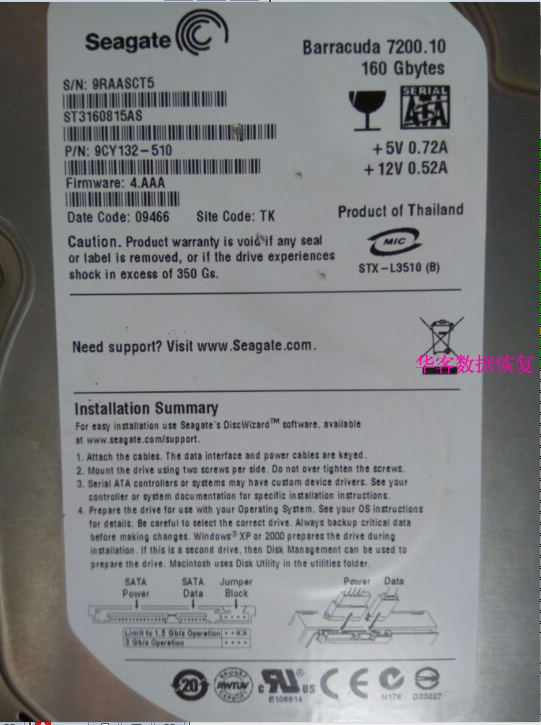 Seagate
Barracuda 7200.10
160 Gbytes
S/N: 9RAASCT5
ST3160815AS
SERIAL
ATA
P/N: 9CY132-510
+5V 0.72A
+12V 0.52A
Firmware: 4.AAA
Date Code: 09466 Site Code: TK
Product of Thailand
Caution. Product warranty is void if any seal
or label is removed, or if the drive experiences
shock in excess of 350 Gs.
MIC
STX-L3510 (B)
Need support? Visit www.Seagate.com.
华客数据恢复
Installation Summary
For easy installation use Seagate's DiscWizard™ software, available
at www.seagate.com/support.
1. Attach the cables. The data interface and power cables are keyed.
2. Mount the drive using two screws per side. Do not over tighten the screws.
3. Serial ATA controllers or systems may have custom device drivers. See your
controller or system documentation for specific installation instructions.
4. Prepare the drive for use with your Operating System. See your OS instructions
for details. Be careful to select the correct drive. Always backup critical data
before making changes. Windows® XP or 2000 prepares the drive during
installation. If this is a second drive, then Disk Management can be used to
prepare the drive. Macintosh uses Disk Utility in the utilities folder.
SATA Power
SATA Data
Jumper Block
Power Data
Limit to 1.5 Gb/s Operation
3 Gb/s Operation
20
RWTUV
c RU US
E106614
CE
N176
D33027